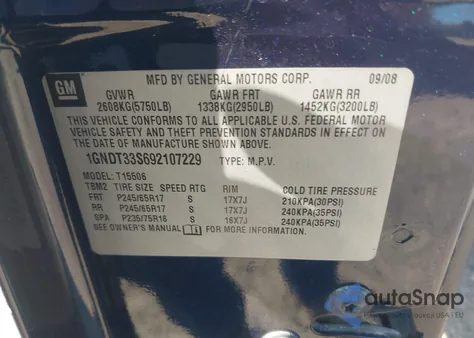 GM
MFD BY GENERAL MOTORS CORP. 09/08
GVWR GAWR FRT GAWR RR
2608KG(5750LB) 1338KG(2950LB) 1452KG(3200LB)
THIS VEHICLE CONFORMS TO ALL APPLICABLE U.S. FEDERAL MOTOR
VEHICLE SAFETY AND THEFT PREVENTION STANDARDS IN EFFECT ON
THE DATE OF MANUFACTURE SHOWN ABOVE.
1GNDT33S692107229 TYPE: M.P.V.
MODEL: T15506
TBM2 TIRE SIZE SPEED RTG RIM COLD TIRE PRESSURE
FRT P245/65R17 S 17X7J 210KPA(30PSI)
RR P245/65R17 S 17X7J 240KPA(35PSI)
SPA P235/75R16 S 16X7J 240KPA(35PSI)
SEE OWNER'S MANUAL FOR MORE INFORMATION
autoSnap